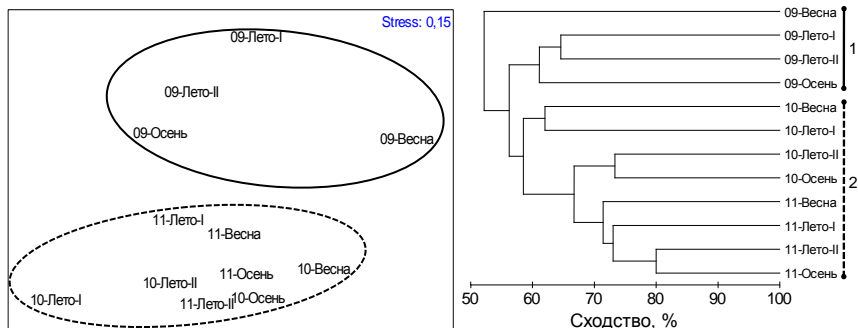 Stress: 0,15
09-Лето-I
09-Лето-II
09-Осень
09-Весна
11-Лето-I
11-Весна
11-Осень
10-Весна
10-Лето-II
10-Лето-I
11-Лето-II
10-Осень
09-Весна
09-Лето-I
1
09-Лето-II
09-Осень
10-Весна
10-Лето-I
10-Лето-II
2
10-Осень
11-Весна
11-Лето-I
11-Лето-II
11-Осень
50 60 70 80 90 100
Сходство, %